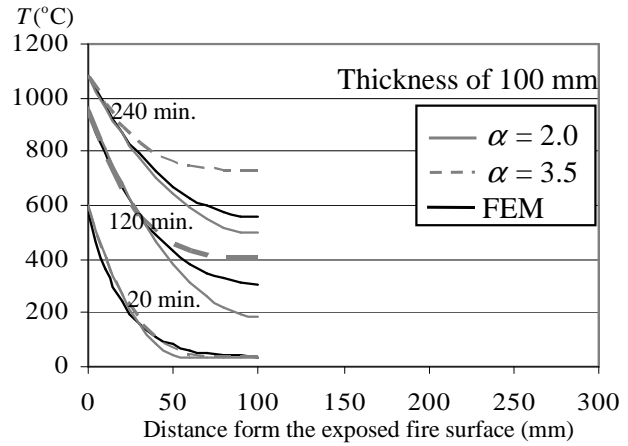 T (°C)
1200
1000
800
600
400
200
0
Thickness of 100 mm
240 min.
120 min.
20 min.
α = 2.0
α = 3.5
FEM
0 50 100 150 200 250 300
Distance form the exposed fire surface (mm)